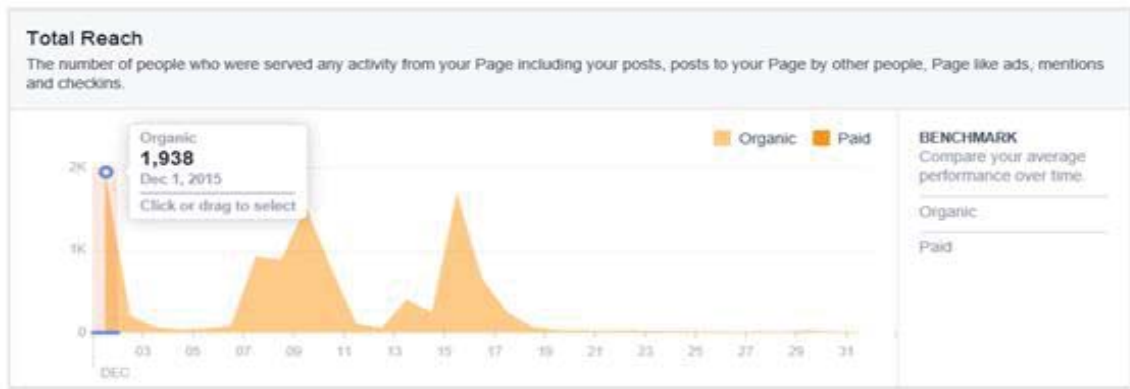 Total Reach
The number of people who were served any activity from your Page including your posts, posts to your Page by other people, Page like ads, mentions
and checkins.
Organic
1,938
Dec 1, 2015
Click or drag to select
Organic Paid
BENCHMARK
Compare your average
performance over time.
Organic
Paid
2K
1K
0
03 05 07 09 11 13 15 17 19 21 23 25 27 29 31
DEC